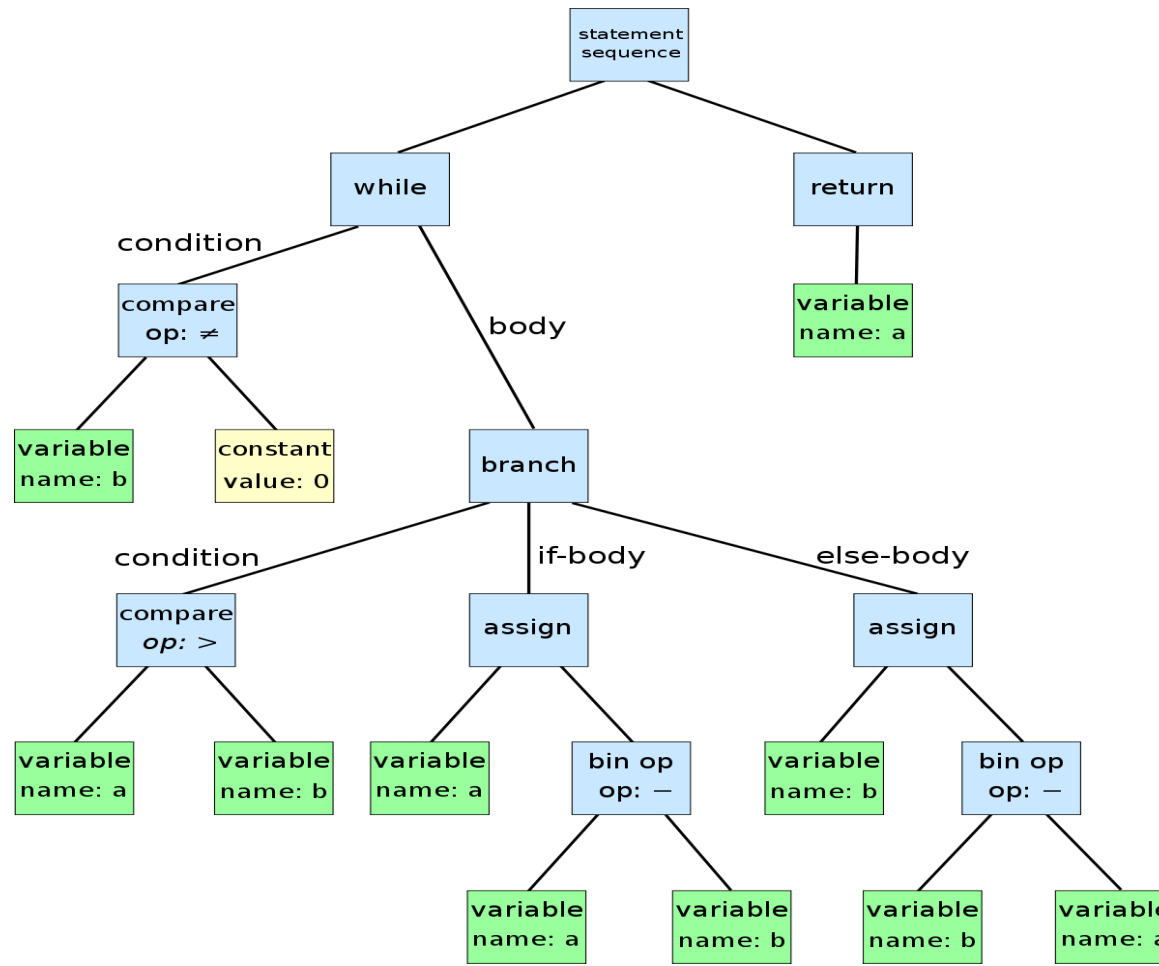 statement
sequence
while
return
condition
compare
op: ≠
body
variable
name: a
variable
name: b
constant
value: 0
branch
condition
if-body
else-body
compare
op: >
assign
assign
variable
name: a
variable
name: b
variable
name: a
bin op
op: −
variable
name: b
bin op
op: −
variable
name: a
variable
name: b
variable
name: b
variable
name: a